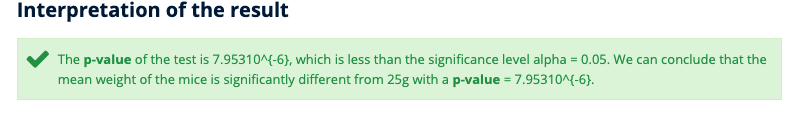 Interpretation of the result
The p-value of the test is 7.95310^{-6}, which is less than the significance level alpha = 0.05. We can conclude that the
mean weight of the mice is significantly different from 25g with a p-value = 7.95310^{-6}.